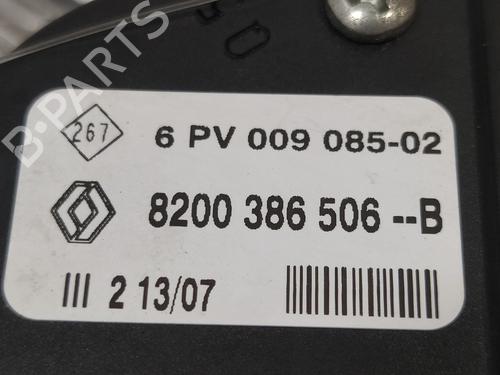 267
6 PV 009 085-02
8200 386 506 --B
III 2 13/07
B-PARTS